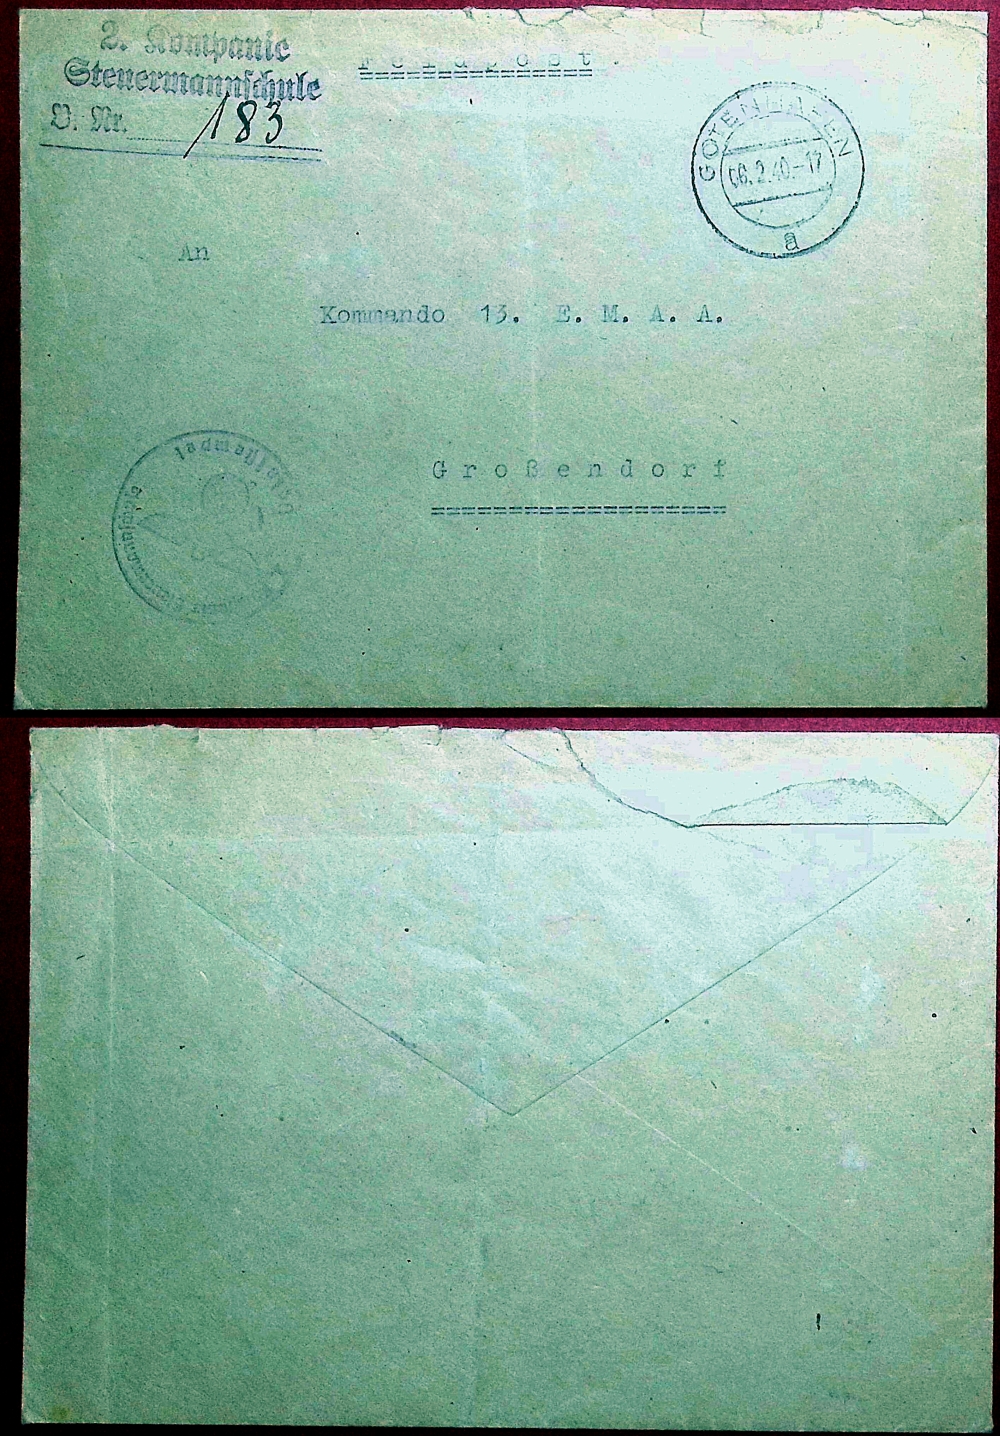 2. Kompanie
Steuermannschule
B. Nr. 183
Feldpost.
GOTENHAFEN
06.2.40.-17
a
An
Kommando 13. E. M. A. A.
Großendorf